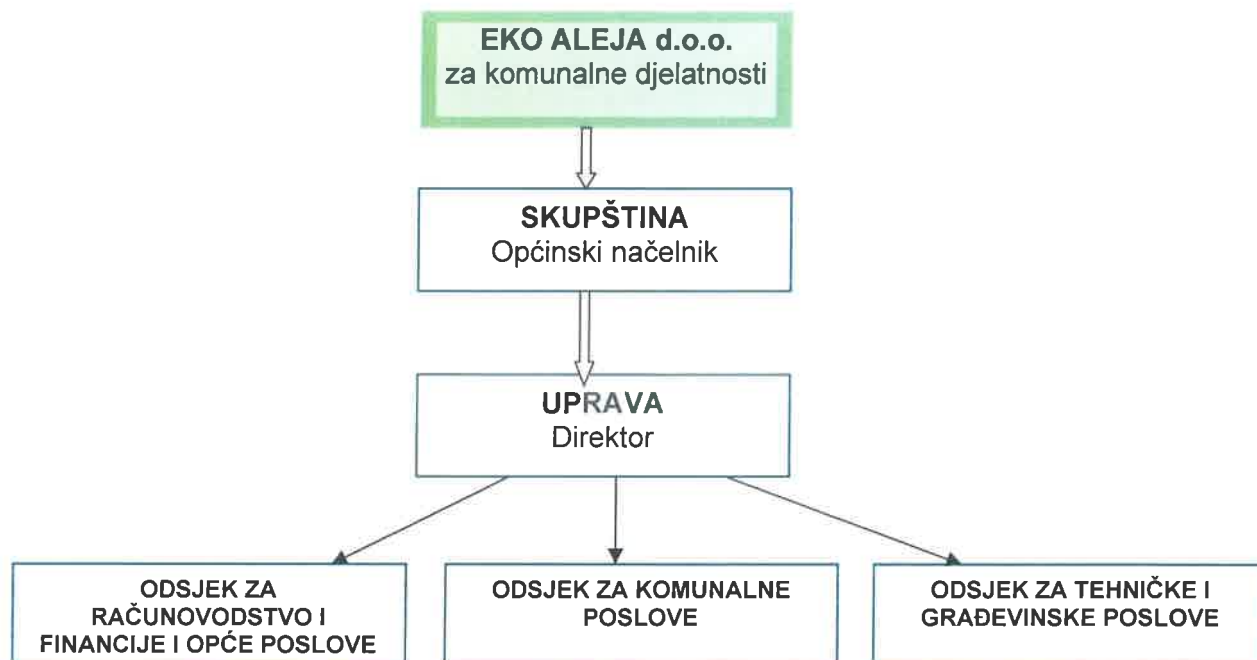 EKO ALEJA d.o.o.
za komunalne djelatnosti
SKUPŠTINA
Općinski načelnik
UPRAVA
Direktor
ODSJEK ZA
RAČUNOVODSTVO I
FINANCIJE I OPĆE POSLOVE
ODSJEK ZA KOMUNALNE
POSLOVE
ODSJEK ZA TEHNIČKE I
GRAĐEVINSKE POSLOVE